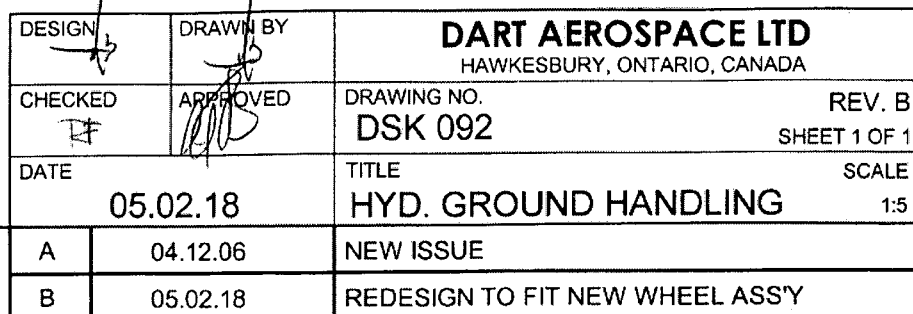 DESIGN
DRAWN BY
DART AEROSPACE LTD
HAWKESBURY, ONTARIO, CANADA
CHECKED
APPROVED
DRAWING NO.
REV. B
DSK 092
SHEET 1 OF 1
DATE
TITLE
SCALE
05.02.18
HYD. GROUND HANDLING
1:5
A
04.12.06
NEW ISSUE
B
05.02.18
REDESIGN TO FIT NEW WHEEL ASS'Y